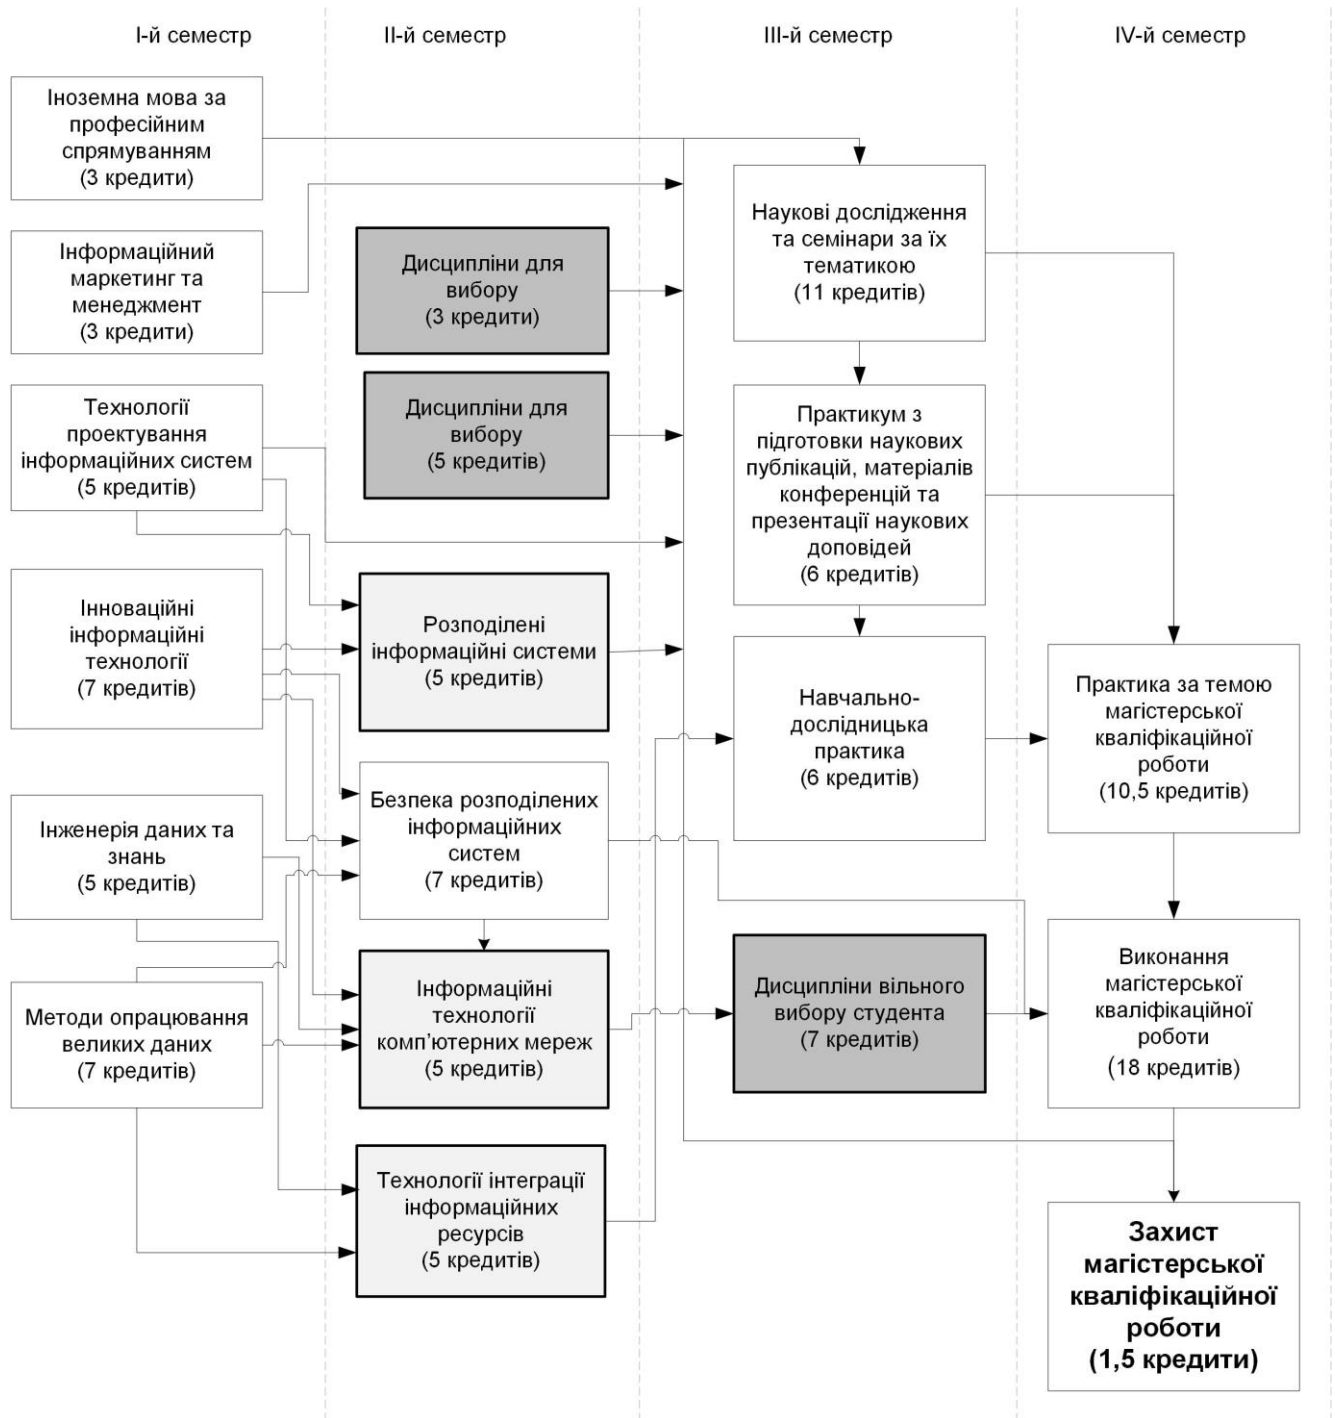 І-й семестр
ІІ-й семестр
ІІІ-й семестр
ІV-й семестр
Іноземна мова за
професійним
спрямуванням
(3 кредити)
Інформаційний
маркетинг та
менеджмент
(3 кредити)
Технології
проектування
інформаційних систем
(5 кредитів)
Інноваційні
інформаційні
технології
(7 кредитів)
Інженерія даних та
знань
(5 кредитів)
Методи опрацювання
великих даних
(7 кредитів)
Дисципліни для
вибору
(3 кредити)
Дисципліни для
вибору
(5 кредитів)
Розподілені
інформаційні системи
(5 кредитів)
Безпека розподілених
інформаційних
систем
(7 кредитів)
Інформаційні
технології
комп'ютерних мереж
(5 кредитів)
Технології інтеграції
інформаційних
ресурсів
(5 кредитів)
Наукові дослідження
та семінари за їх
тематикою
(11 кредитів)
Практикум з
підготовки наукових
публікацій, матеріалів
конференцій та
презентації наукових
доповідей
(6 кредитів)
Навчально-
дослідницька
практика
(6 кредитів)
Дисципліни вільного
вибору студента
(7 кредитів)
Практика за темою
магістерської
кваліфікаційної
роботи
(10,5 кредитів)
Виконання
магістерської
кваліфікаційної
роботи
(18 кредитів)
Захист
магістерської
кваліфікаційної
роботи
(1,5 кредити)